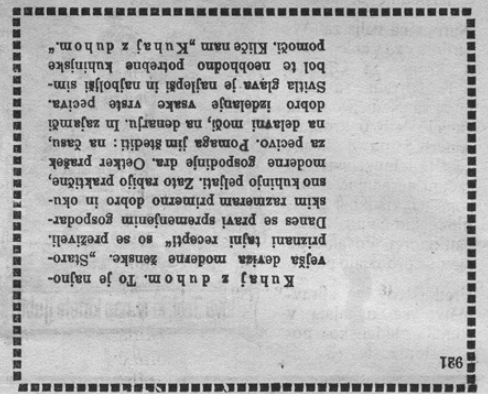 921
Kuhaj z duhom. To je najno-
vejša deviza moderne ženske. „Staro-
priznani tajni recepti“ so se preživeli.
Dancs se pravi spremenjenim gospodar-
skim razmeram primerno dobro in oku-
sno kuhinjo peljati. Zato rabijo praktične,
moderne gospodinje dra. Oetker prašek
za pecivo. Pomaga jim štediti: na času,
na delavni moči, na denarju. In zajamči
dobro izdelanje vsake vrste peciva.
Svitla glava je najlepši in najboljši sim-
bol te neobhodno potrebne kuhinjske
pomoči. Kliče nam „Kuhaj z duhom.“